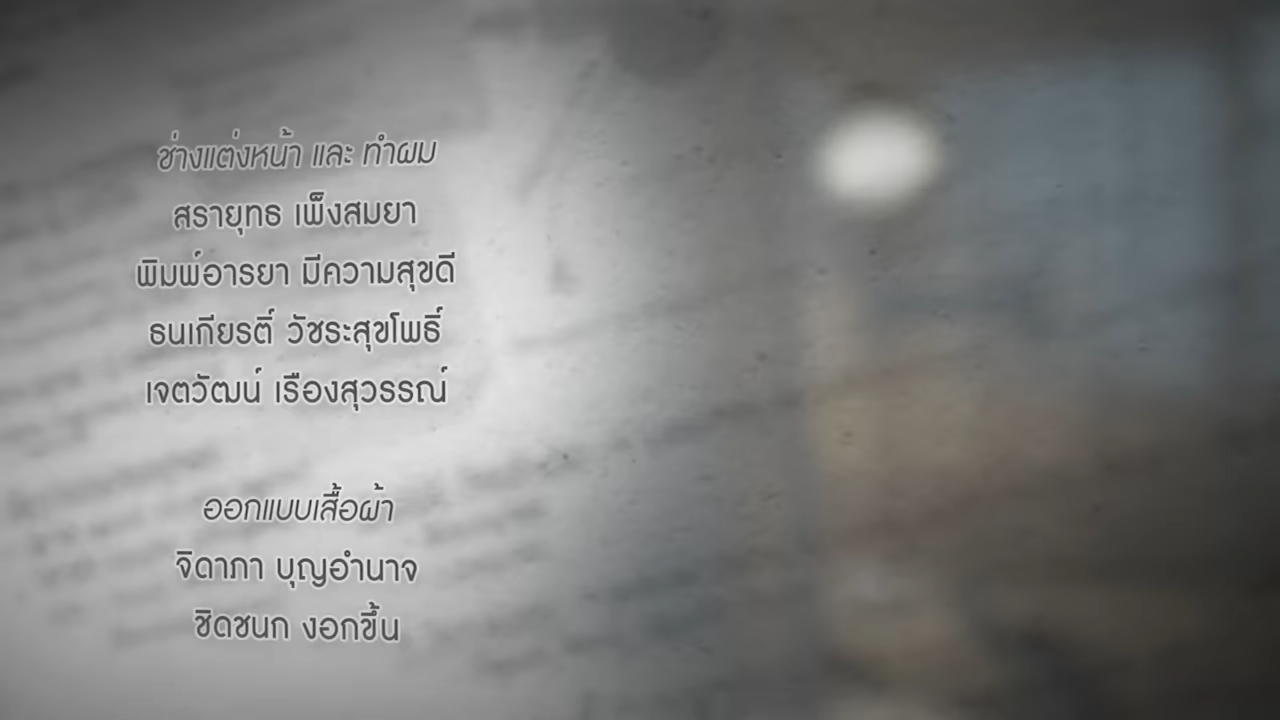 ช่างแต่งหน้า และ ทำผม
สรายุทธ เพ็งสมยา
พิมพ์อารยา มีความสุขดี
ธนเกียรติ์ วัชระสุขโพธิ์
เจตวัฒน์ เรืองสุวรรณ์
ออกแบบเสื้อผ้า
จิดาภา บุญอำนาจ
ชิดชนก งอกขึ้น